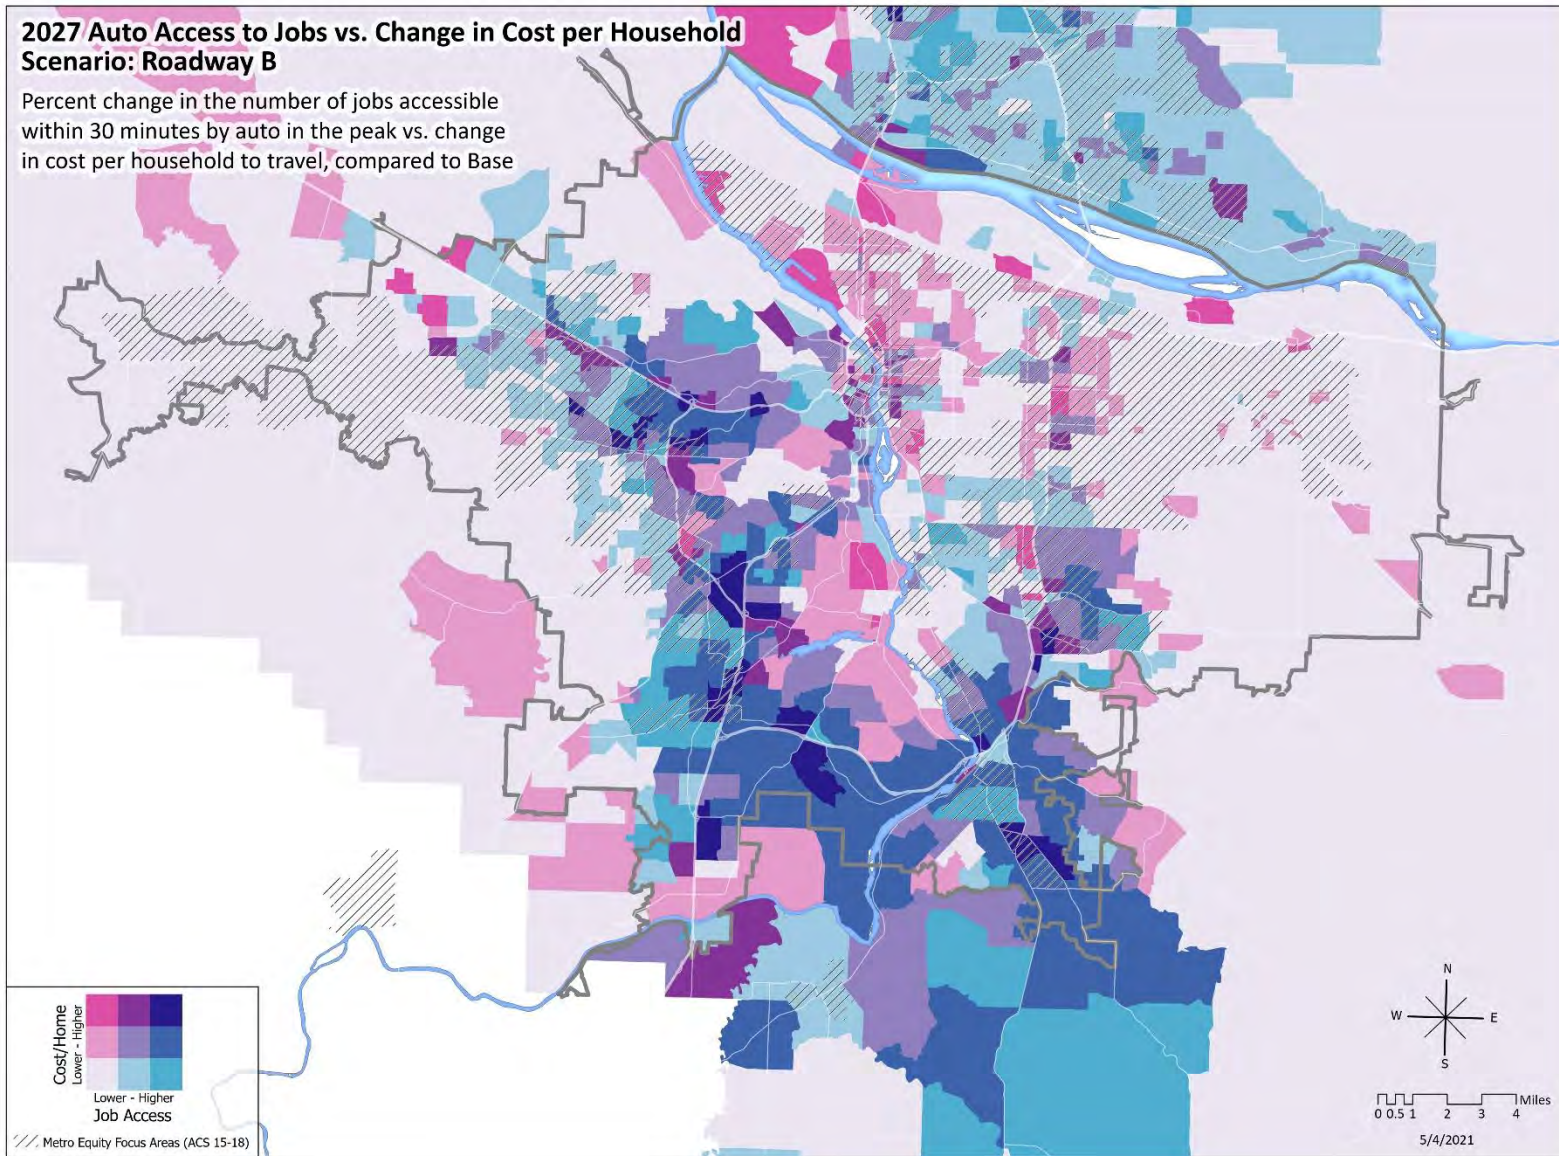 2027 Auto Access to Jobs vs. Change in Cost per Household
Scenario: Roadway B
Percent change in the number of jobs accessible
within 30 minutes by auto in the peak vs. change
in cost per household to travel, compared to Base
Cost/Home
Lower - Higher
Lower - Higher
Job Access
Metro Equity Focus Areas (ACS 15-18)
N
W
E
S
Miles
0 0.5 1 2 3 4
5/4/2021